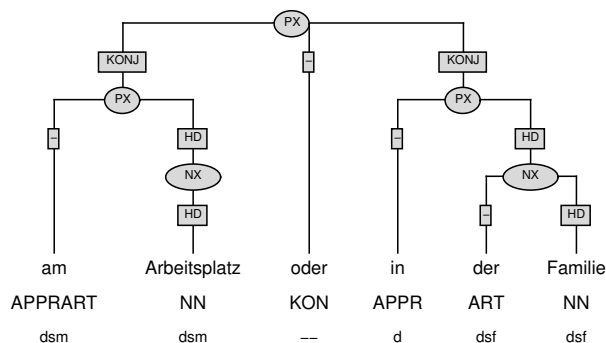 PX
KONJ – KONJ
PX PX
– HD – HD
NX NX
HD – HD
am Arbeitsplatz oder in der Familie
APPRART NN KON APPR ART NN
dsm dsm −− d dsf dsf